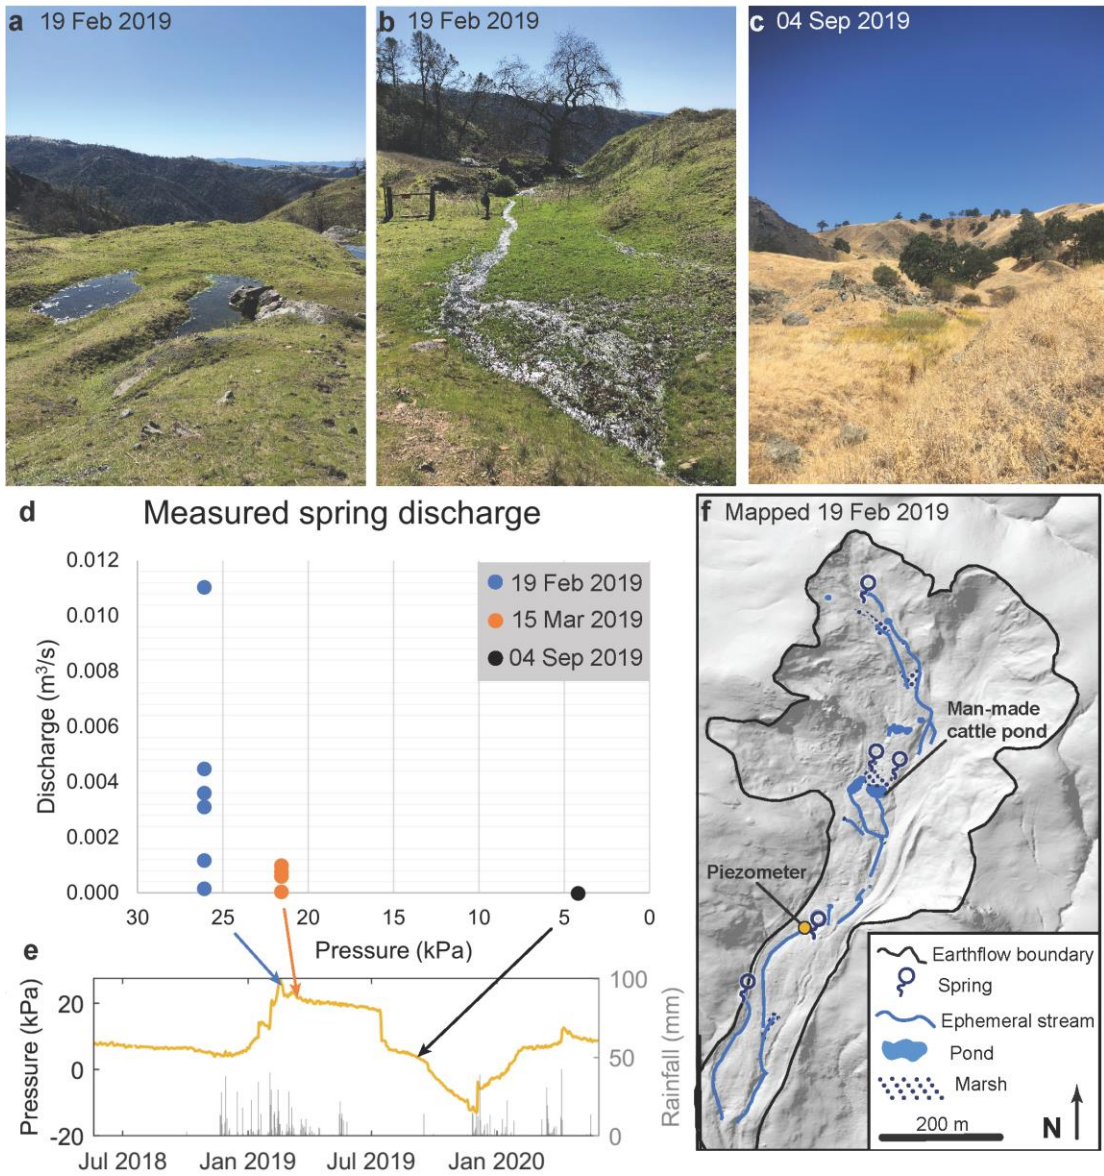 a 19 Feb 2019
b 19 Feb 2019
c 04 Sep 2019
d Measured spring discharge
0.012
0.010
0.008
0.006
0.004
0.002
0.000
Discharge (m³/s)
19 Feb 2019
15 Mar 2019
04 Sep 2019
30 25 20 15 10 5 0
Pressure (kPa)
e
20
0
-20
Pressure (kPa)
100
50
0
Rainfall (mm)
Jul 2018 Jan 2019 Jul 2019 Jan 2020
f Mapped 19 Feb 2019
Man-made
cattle pond
Piezometer
Earthflow boundary
Spring
Ephemeral stream
Pond
Marsh
200 m
N